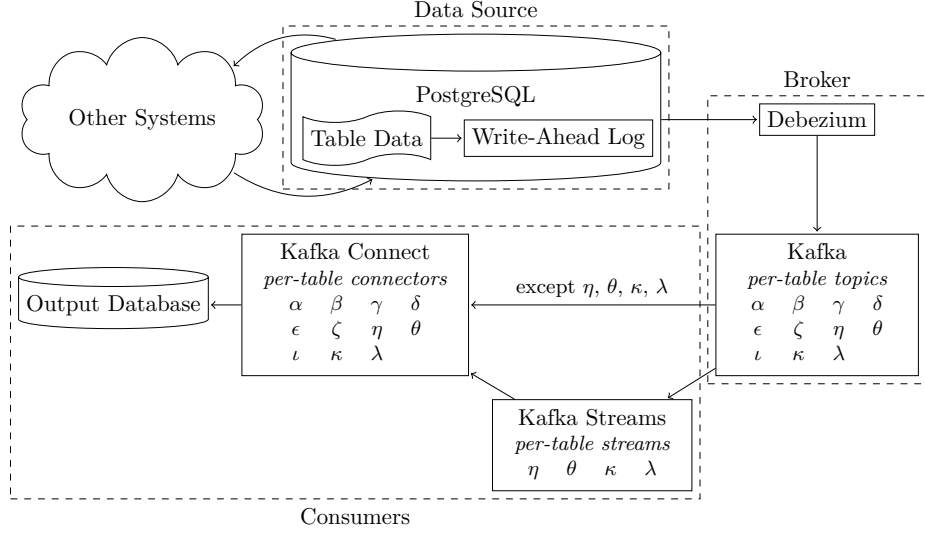 Data Source
Other Systems
PostgreSQL
Table Data
Write-Ahead Log
Broker
Debezium
Kafka
per-table topics
α β γ δ
ϵ ζ η θ
ι κ λ
except η, θ, κ, λ
Kafka Connect
per-table connectors
α β γ δ
ϵ ζ η θ
ι κ λ
Output Database
Kafka Streams
per-table streams
η θ κ λ
Consumers